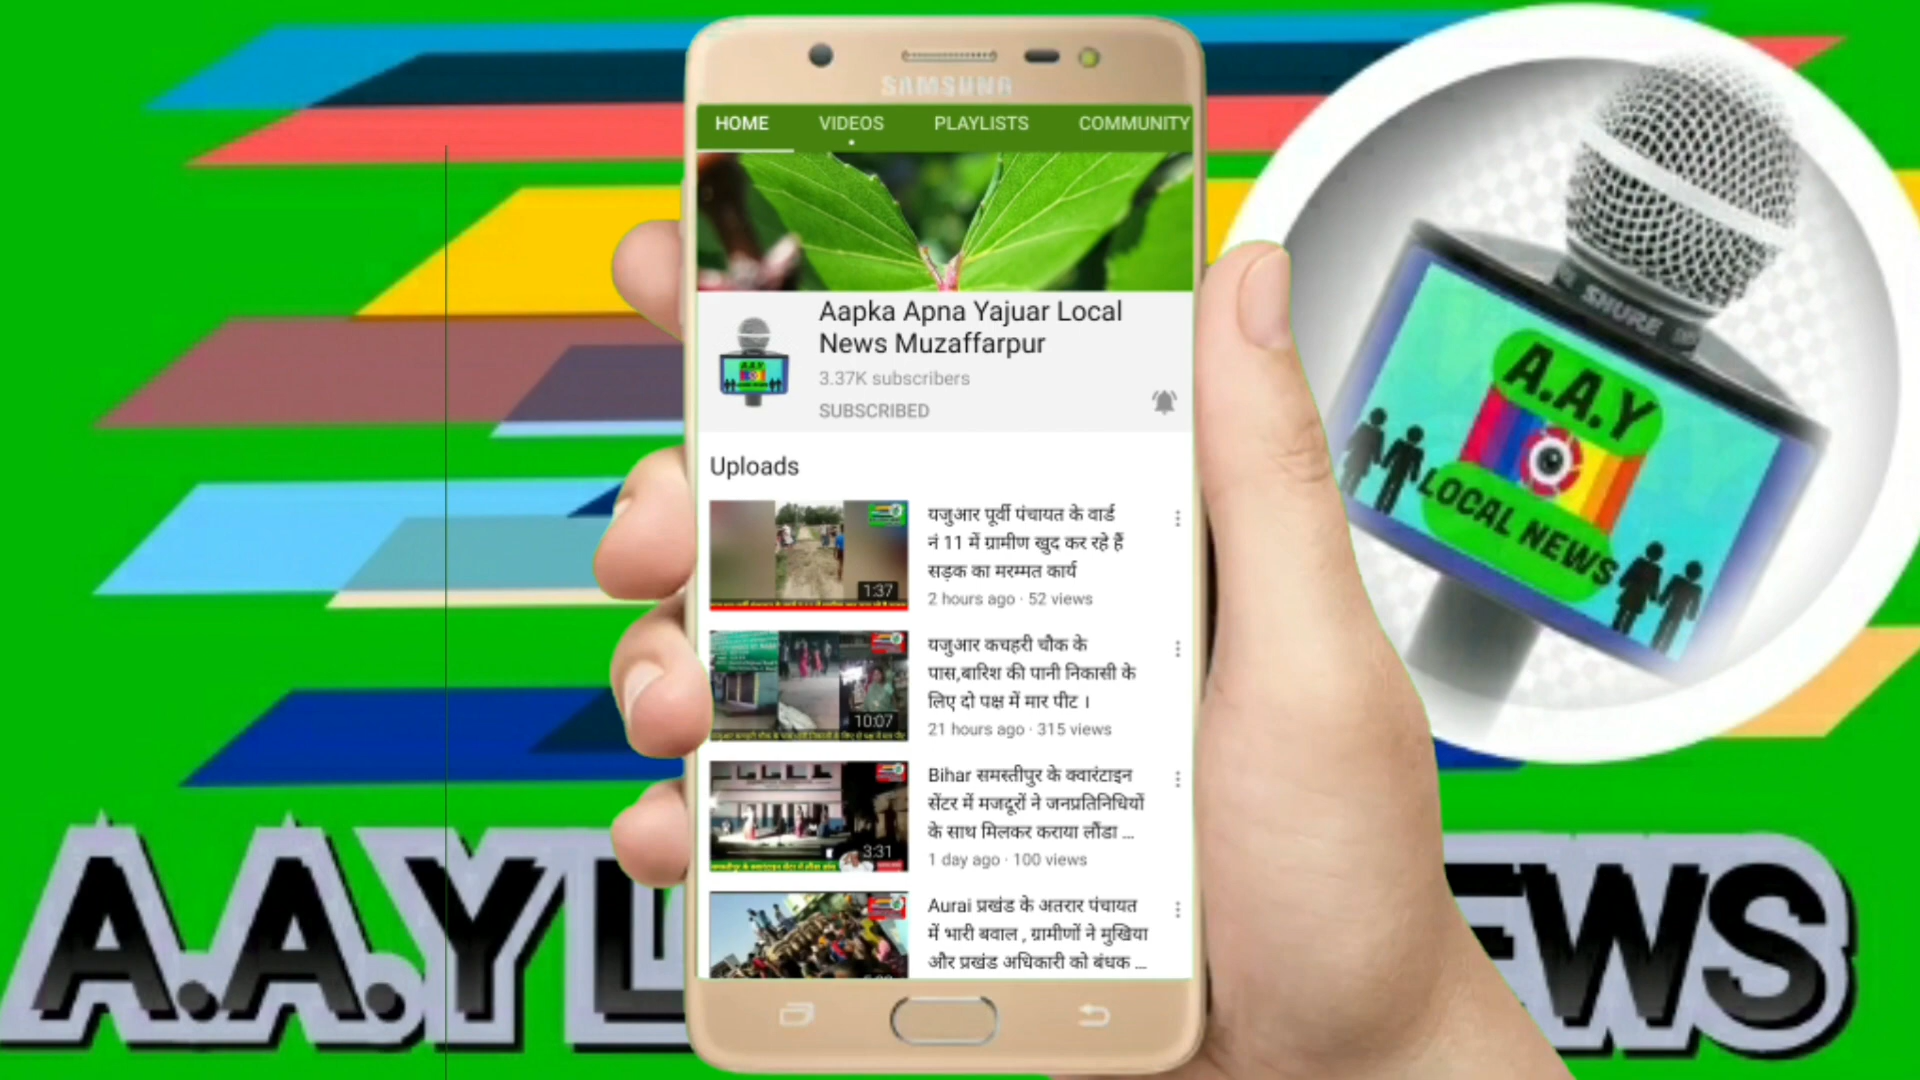 SAMSUNG
HOME VIDEOS PLAYLISTS COMMUNITY
Aapka Apna Yajuar Local
News Muzaffarpur
3.37K subscribers
SUBSCRIBED
Uploads
यजुआर पूर्वी पंचायत के वार्ड
नं 11 में ग्रामीण खुद कर रहे हैं
सड़क का मरम्मत कार्य
2 hours ago · 52 views
1:37
यजुआर कचहरी चौक के
पास,बारिश की पानी निकासी के
लिए दो पक्ष में मार पीट ।
21 hours ago · 315 views
10:07
Bihar समस्तीपुर के क्वारंटाइन
सेंटर में मजदूरों ने जनप्रतिनिधियों
के साथ मिलकर कराया लौंडा ...
1 day ago · 100 views
3:31
Aurai प्रखंड के अतरार पंचायत
में भारी बवाल , ग्रामीणों ने मुखिया
और प्रखंड अधिकारी को बंधक ...
SHURE
A.A.Y
LOCAL NEWS
A.A.Y L EWS